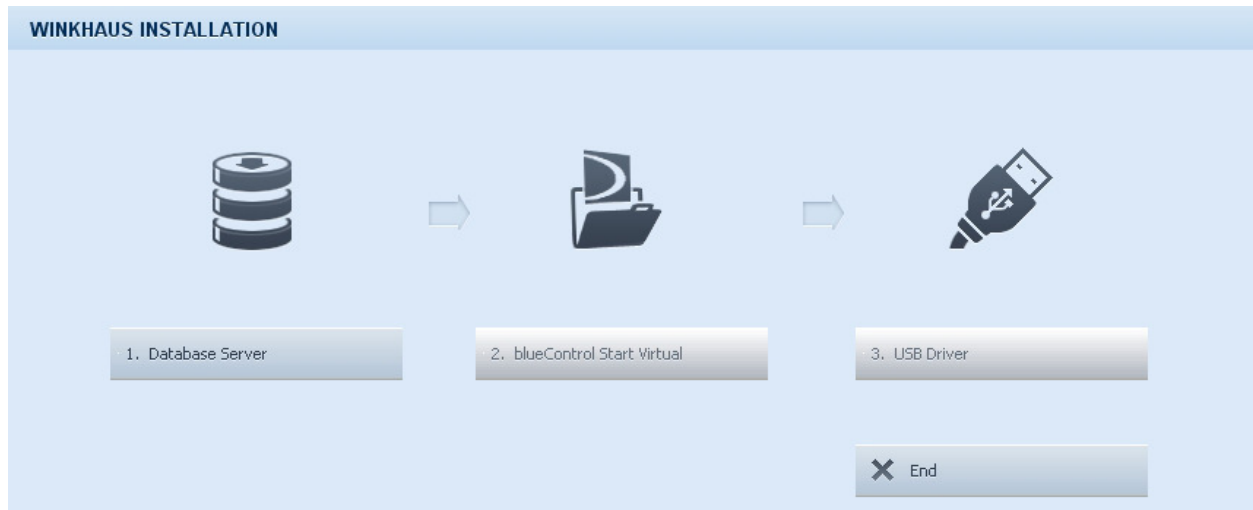 WINKHAUS INSTALLATION
1. Database Server
2. blueControl Start Virtual
3. USB Driver
End